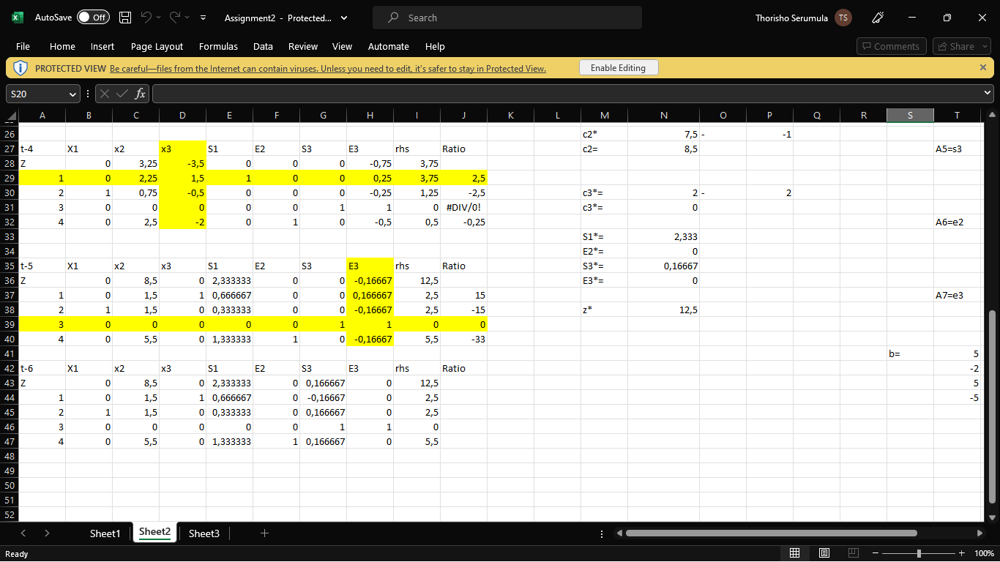 AutoSave Off Assignment2 - Protected... Search Thorisho Serumula TS
File Home Insert Page Layout Formulas Data Review View Automate Help Comments Share
PROTECTED VIEW Be careful—files from the Internet can contain viruses. Unless you need to edit, it's safer to stay in Protected View. Enable Editing
S20 fx
A B C D E F G H I J K L M N O P Q R S T
26 c2* 7,5 - -1
27 t-4 X1 x2 x3 S1 E2 S3 E3 rhs Ratio c2= 8,5 A5=s3
28 Z 0 3,25 -3,5 0 0 0 -0,75 3,75
29 1 0 2,25 1,5 1 0 0 0,25 3,75 2,5
30 2 1 0,75 -0,5 0 0 0 -0,25 1,25 -2,5 c3*= 2 - 2
31 3 0 0 0 0 0 1 1 0 #DIV/0! c3*= 0
32 4 0 2,5 -2 0 1 0 -0,5 0,5 -0,25 A6=e2
33 S1*= 2,333
34 E2*= 0
35 t-5 X1 x2 x3 S1 E2 S3 E3 rhs Ratio S3*= 0,16667
36 Z 0 8,5 0 2,333333 0 0 -0,16667 12,5 E3*= 0
37 1 0 1,5 1 0,666667 0 0 0,166667 2,5 15 A7=e3
38 2 1 1,5 0 0,333333 0 0 -0,16667 2,5 -15 z* 12,5
39 3 0 0 0 0 0 1 1 0 0
40 4 0 5,5 0 1,333333 1 0 -0,16667 5,5 -33
41 b= 5
42 t-6 X1 x2 x3 S1 E2 S3 E3 rhs Ratio -2
43 Z 0 8,5 0 2,333333 0 0,166667 0 12,5 5
44 1 0 1,5 1 0,666667 0 -0,16667 0 2,5 -5
45 2 1 1,5 0 0,333333 0 0,166667 0 2,5
46 3 0 0 0 0 0 1 1 0
47 4 0 5,5 0 1,333333 1 0,166667 0 5,5
48
49
50
51
52
Sheet1 Sheet2 Sheet3
Ready 100%